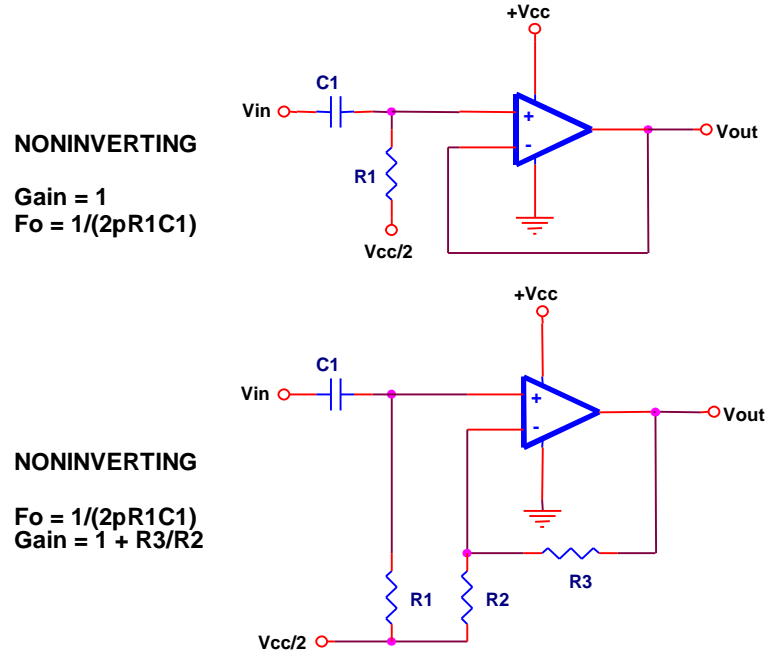 +Vcc
C1
Vin
+
-
Vout
NONINVERTING
R1
Gain = 1
Fo = 1/(2pR1C1)
Vcc/2
+Vcc
C1
Vin
+
-
Vout
NONINVERTING
Fo = 1/(2pR1C1)
Gain = 1 + R3/R2
R3
R1
R2
Vcc/2